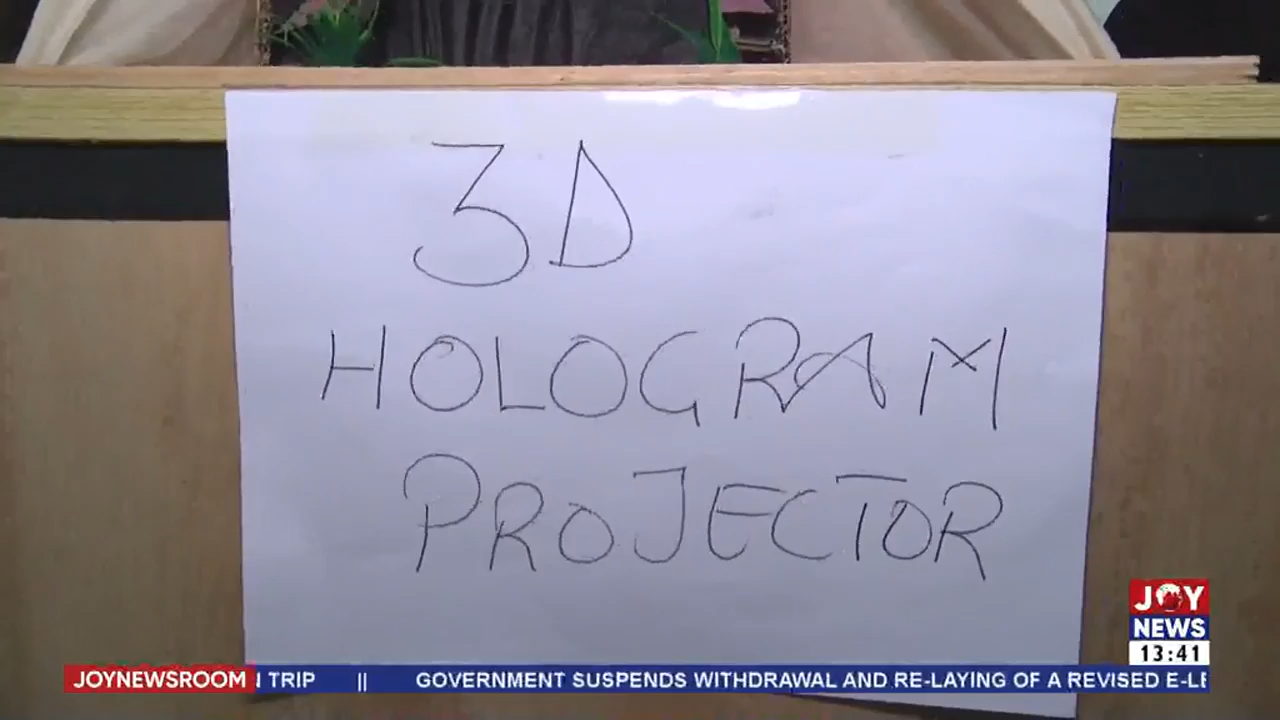 3D
HOLOGRAM
PROJECTOR
JOY
NEWS
13:41
JOYNEWSROOM
TRIP || GOVERNMENT SUSPENDS WITHDRAWAL AND RE-LAYING OF A REVISED